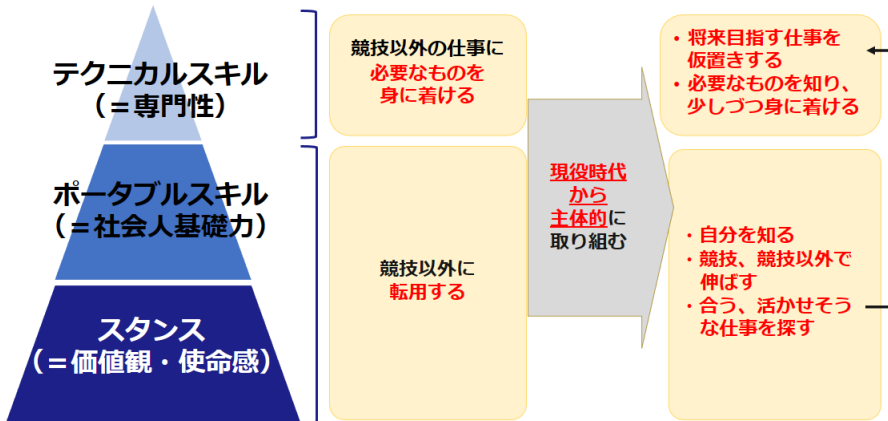 テクニカルスキル
(＝専門性)
ポータブルスキル
(＝社会人基礎力)
スタンス
(＝価値観・使命感)
競技以外の仕事に
必要なものを
身に着ける
競技以外に
転用する
現役時代
から
主体的に
取り組む
・将来目指す仕事を
仮置きする
・必要なものを知り、
少しづつ身に着ける
・自分を知る
・競技、競技以外で
伸ばす
・合う、活かせそう
な仕事を探す